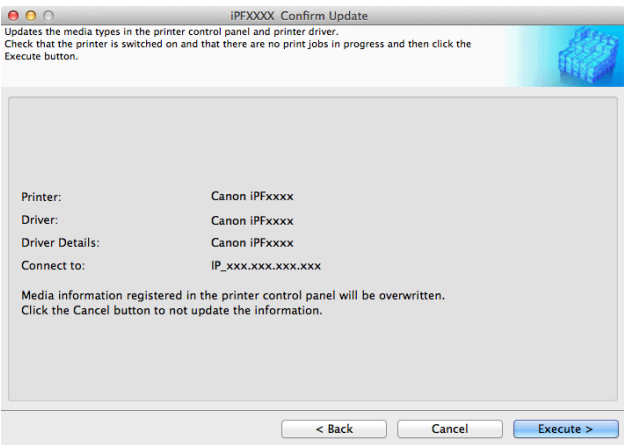 iPFXXXX Confirm Update
Updates the media types in the printer control panel and printer driver.
Check that the printer is switched on and that there are no print jobs in progress and then click the
Execute button.
Printer: Canon iPFxxxx
Driver: Canon iPFxxxx
Driver Details: Canon iPFxxxx
Connect to: IP_xxx.xxx.xxx.xxx
Media information registered in the printer control panel will be overwritten.
Click the Cancel button to not update the information.
< Back Cancel Execute >